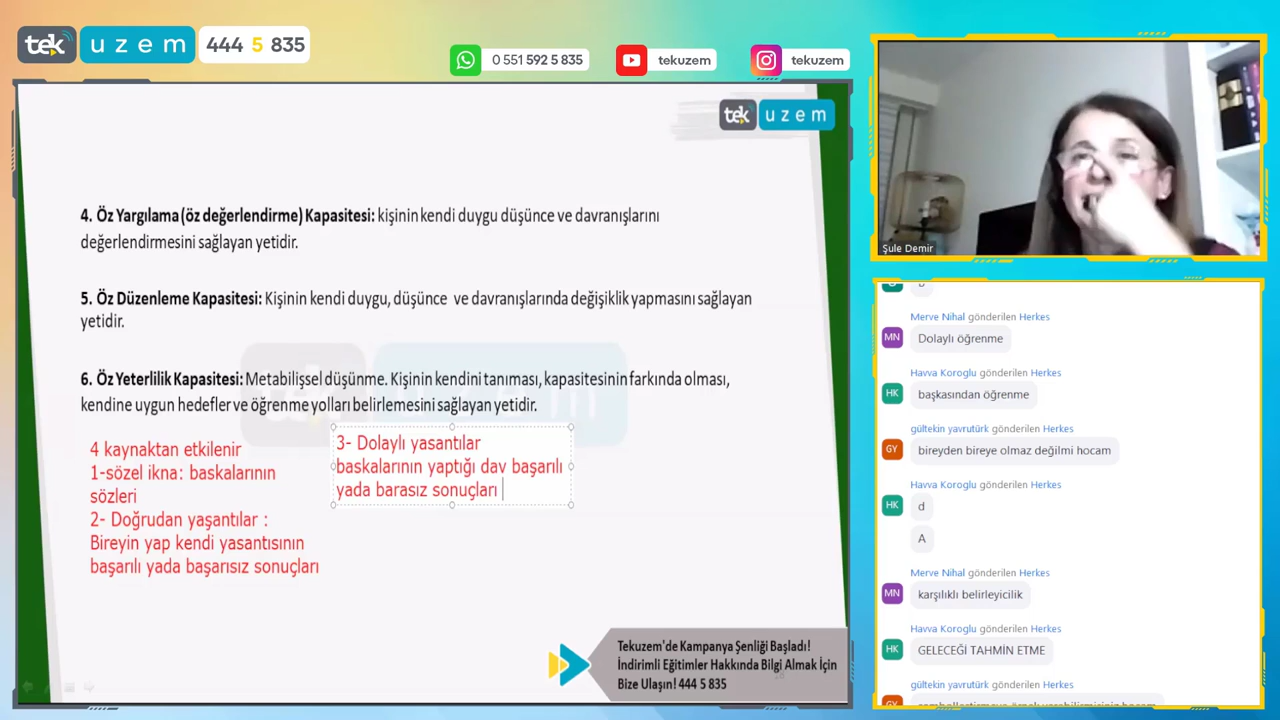 tek uzem 444 5 835
0 551 592 5 835
tekuzem
tekuzem
tek uzem
4. Öz Yargılama (öz değerlendirme) Kapasitesi: kişinin kendi duygu düşünce ve davranışlarını
değerlendirmesini sağlayan yetidir.
5. Öz Düzenleme Kapasitesi: Kişinin kendi duygu, düşünce ve davranışlarında değişiklik yapmasını sağlayan
yetidir.
6. Öz Yeterlilik Kapasitesi: Metabilişsel düşünme. Kişinin kendini tanıması, kapasitesinin farkında olması,
kendine uygun hedefler ve öğrenme yolları belirlemesini sağlayan yetidir.
4 kaynaktan etkilenir
1-sözel ikna: baskalarının
sözleri
2- Doğrudan yaşantılar :
Bireyin yap kendi yasantısının
başarılı yada başarısız sonuçları
3- Dolaylı yasantılar
baskalarının yaptığı dav başarılı
yada barasız sonuçları
Tekuzem'de Kampanya Şenliği Başladı!
İndirimli Eğitimler Hakkında Bilgi Almak İçin
Bize Ulaşın! 444 5 835
Şule Demir
Merve Nihal gönderilen Herkes
MN Dolaylı öğrenme
Havva Koroglu gönderilen Herkes
HK başkasından öğrenme
gültekin yavrutürk gönderilen Herkes
GY bireyden bireye olmaz değilmi hocam
Havva Koroglu gönderilen Herkes
HK d
A
Merve Nihal gönderilen Herkes
MN karşılıklı belirleyicilik
Havva Koroglu gönderilen Herkes
HK GELECEĞİ TAHMİN ETME
gültekin yavrutürk gönderilen Herkes